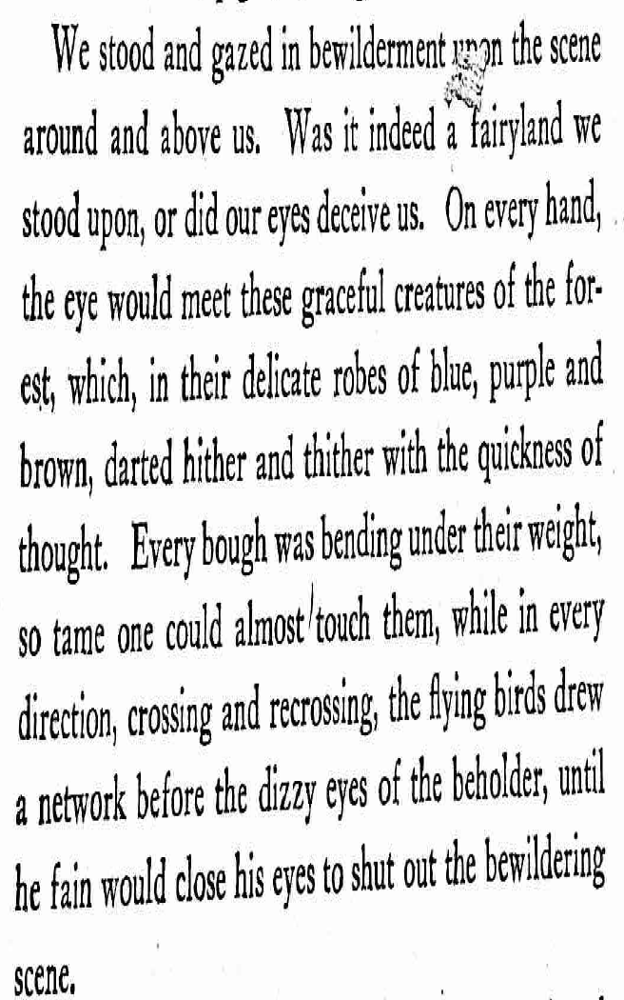 We stood and gazed in bewilderment upon the scene
around and above us. Was it indeed a fairyland we
stood upon, or did our eyes deceive us. On every hand,
the eye would meet these graceful creatures of the for-
est, which, in their delicate robes of blue, purple and
brown, darted hither and thither with the quickness of
thought. Every bough was bending under their weight,
so tame one could almost touch them, while in every
direction, crossing and recrossing, the flying birds drew
a network before the dizzy eyes of the beholder, until
he fain would close his eyes to shut out the bewildering
scene.